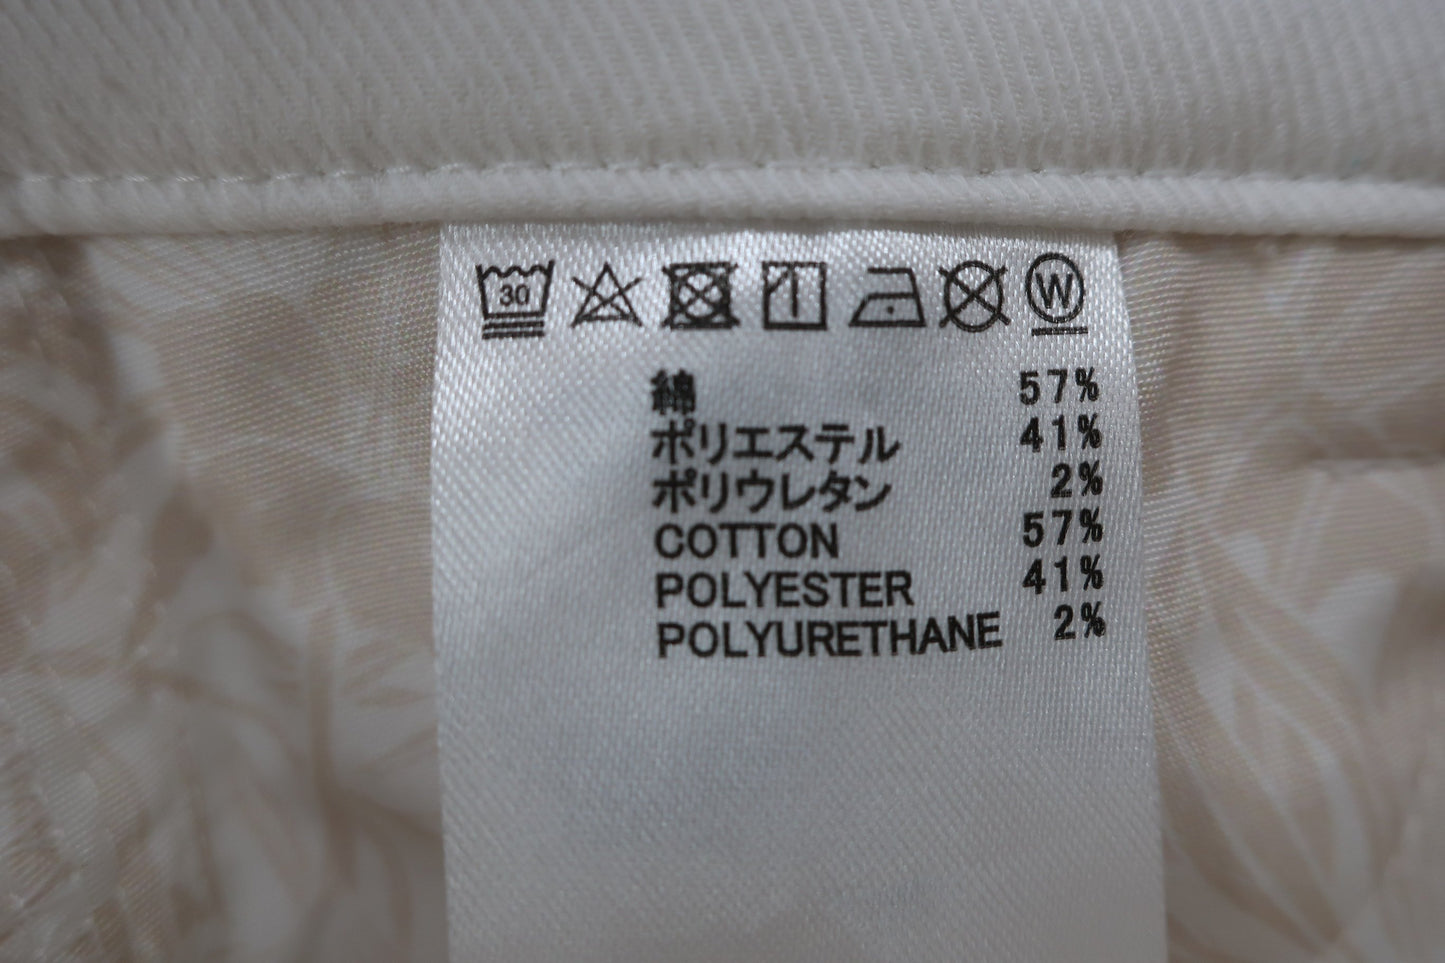 30 W
綿 57%
ポリエステル 41%
ポリウレタン 2%
COTTON 57%
POLYESTER 41%
POLYURETHANE 2%